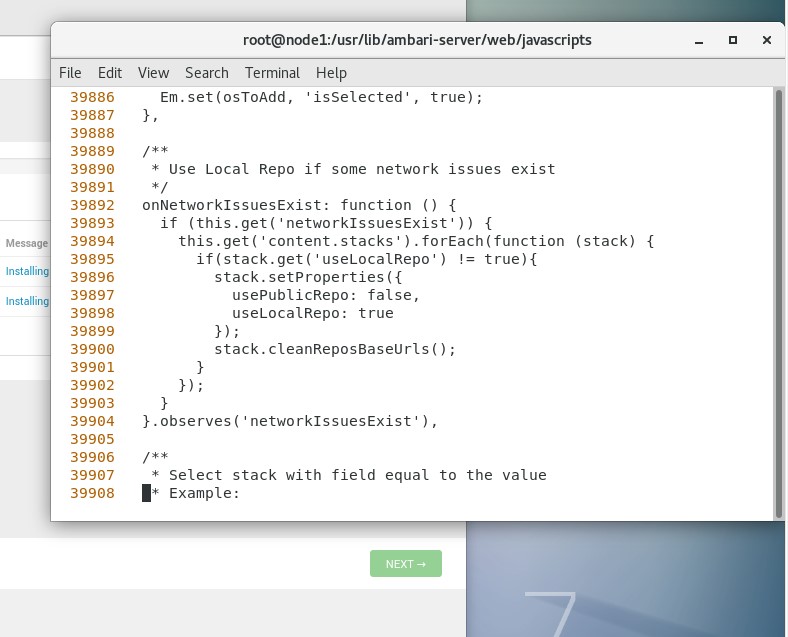 root@node1:/usr/lib/ambari-server/web/javascripts
File Edit View Search Terminal Help
39886     Em.set(osToAdd, 'isSelected', true);
39887   },
39888
39889   /**
39890    * Use Local Repo if some network issues exist
39891    */
39892   onNetworkIssuesExist: function () {
39893     if (this.get('networkIssuesExist')) {
39894       this.get('content.stacks').forEach(function (stack) {
39895         if(stack.get('useLocalRepo') != true){
39896           stack.setProperties({
39897             usePublicRepo: false,
39898             useLocalRepo: true
39899           });
39900           stack.cleanReposBaseUrls();
39901         }
39902       });
39903     }
39904   }.observes('networkIssuesExist'),
39905
39906   /**
39907    * Select stack with field equal to the value
39908    * Example:
Message
Installing
Installing
NEXT→
7